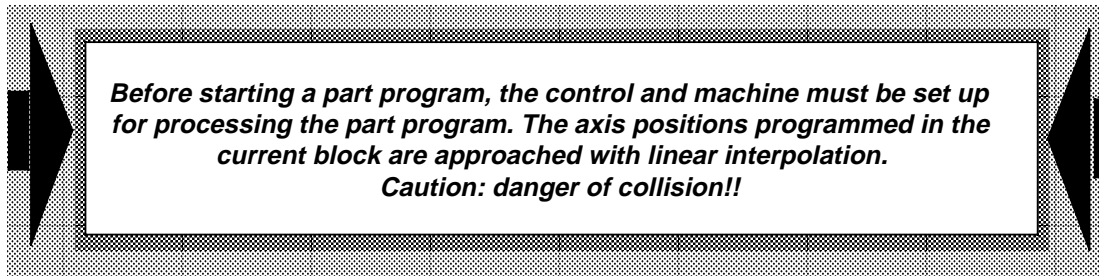 Before starting a part program, the control and machine must be set up
for processing the part program. The axis positions programmed in the
current block are approached with linear interpolation.
Caution: danger of collision!!